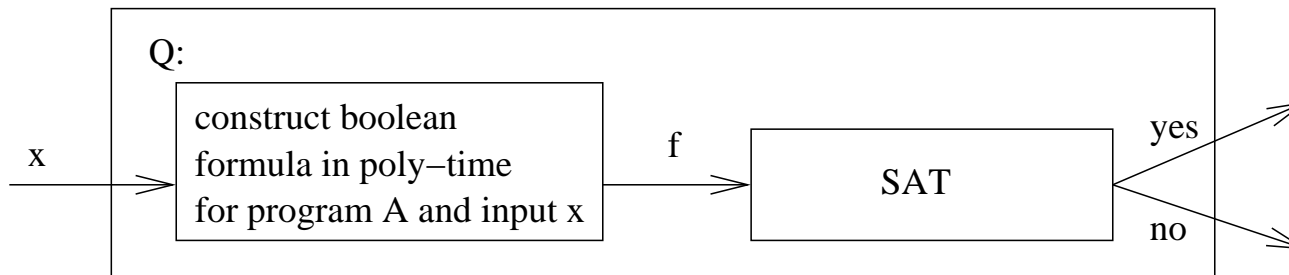 Q:
construct boolean
formula in poly−time
for program A and input x
x
f
SAT
yes
no